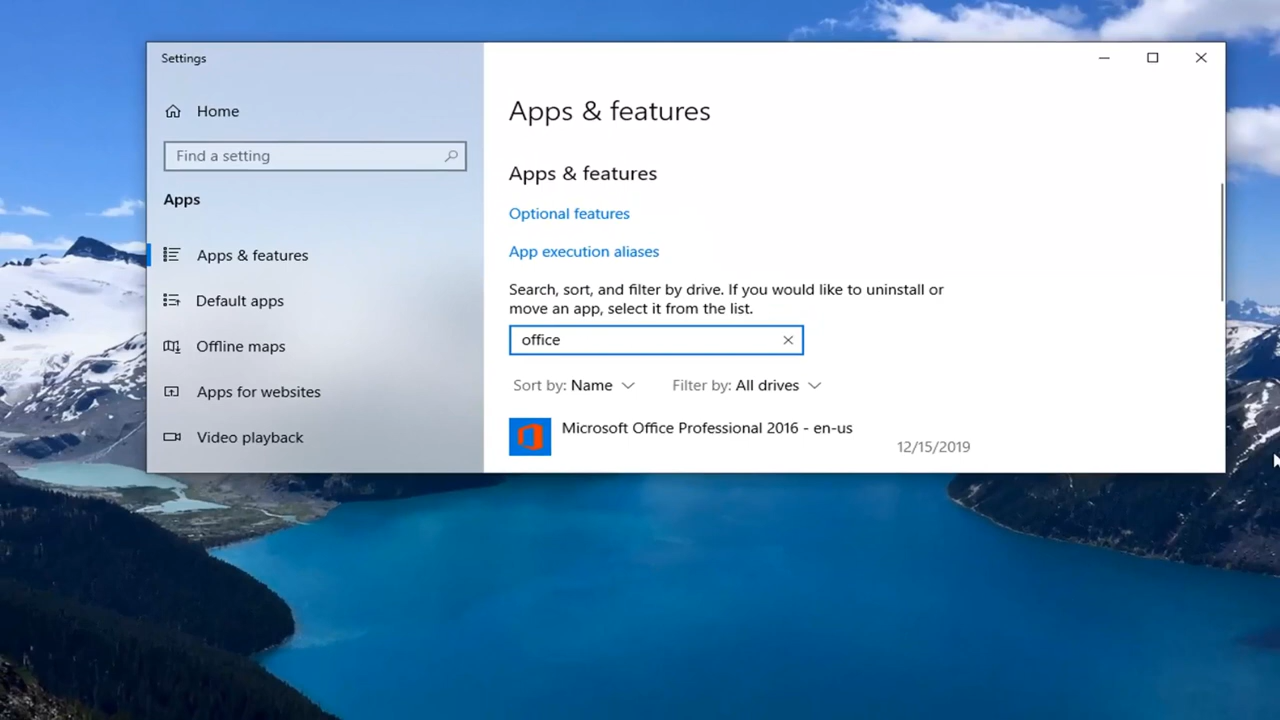 Settings
Home
Find a setting
Apps
Apps & features
Default apps
Offline maps
Apps for websites
Video playback
Apps & features
Apps & features
Optional features
App execution aliases
Search, sort, and filter by drive. If you would like to uninstall or
move an app, select it from the list.
office
Sort by: Name
Filter by: All drives
Microsoft Office Professional 2016 - en-us
12/15/2019